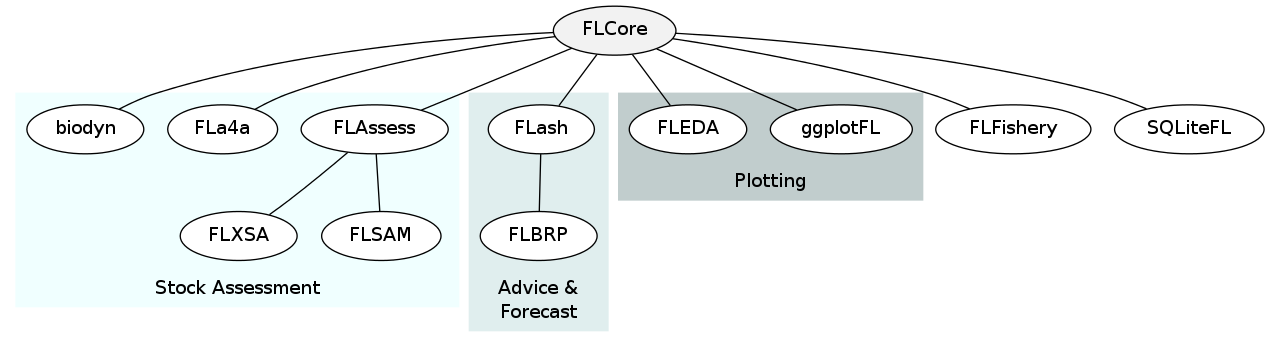 FLCore
biodyn
FLa4a
FLAssess
FLash
FLEDA
ggplotFL
FLFishery
SQLiteFL
Plotting
FLXSA
FLSAM
FLBRP
Stock Assessment
Advice &
Forecast